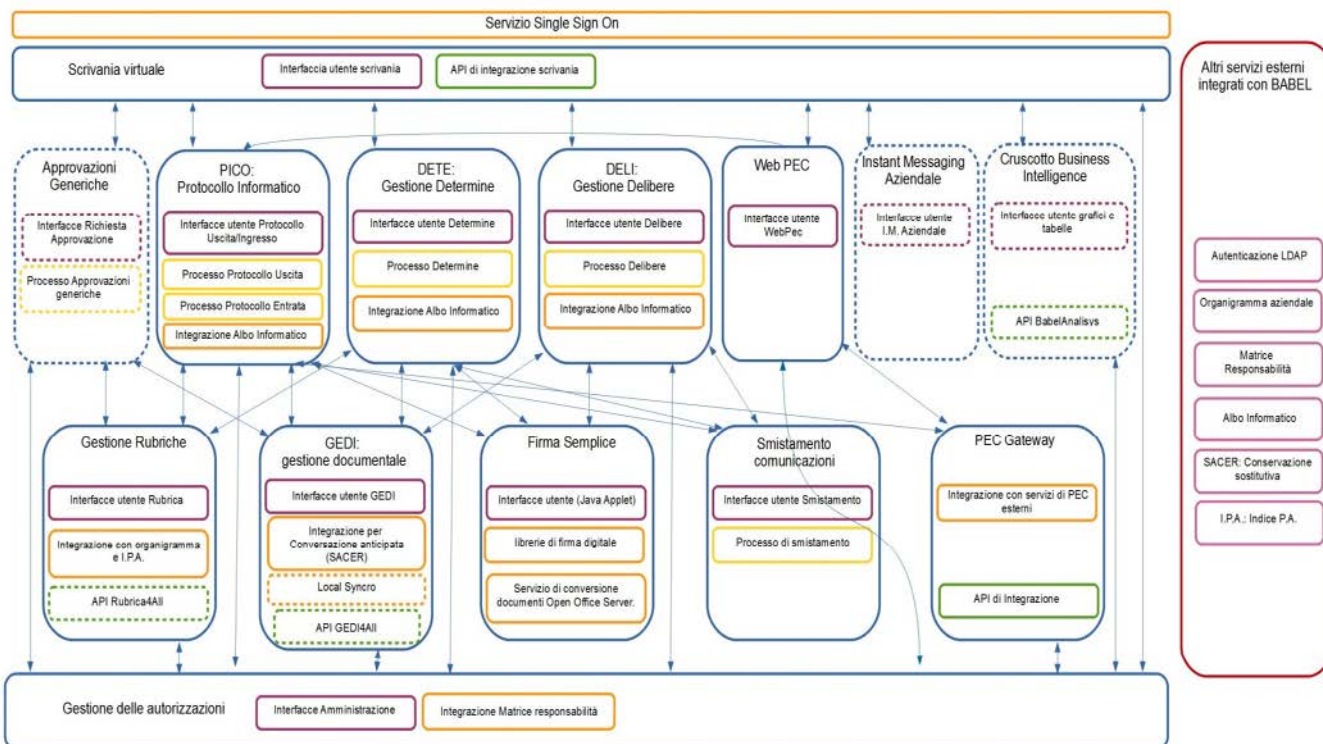 Servizio Single Sign On
Scrivania virtuale
Interfaccia utente scrivania
API di integrazione scrivania
Altri servizi esterni
integrati con BABEL
Approvazioni
Generiche
Interfacce Richiesta
Approvazione
Processo Approvazioni
generiche
PICO:
Protocollo Informatico
Interfacce utente Protocollo
Uscita/Ingresso
Processo Protocollo Uscita
Processo Protocollo Entrata
Integrazione Albo Informatico
DETE:
Gestione Determine
Interfacce utente Determine
Processo Determine
Integrazione Albo Informatico
DELI:
Gestione Delibere
Interfacce utente Delibere
Processo Delibere
Integrazione Albo Informatico
Web PEC
Interfacce utente
WebPec
Instant Messaging
Aziendale
Interfacce utente
I.M. Aziendale
Cruscotto Business
Intelligence
Interfacce utente grafici e
tabelle
API BabelAnalisys
Autenticazione LDAP
Organigramma aziendale
Matrice
Responsabilità
Albo Informatico
SACER: Conservazione
sostitutiva
I.P.A.: Indice P.A.
Gestione Rubriche
Interfacce utente Rubrica
Integrazione con organigramma
e I.P.A.
API Rubrica4All
GEDI:
gestione documentale
Interfacce utente GEDI
Integrazione per
Conversazione anticipata
(SACER)
Local Syncro
API GEDI4All
Firma Semplice
Interfacce utente (Java Applet)
librerie di firma digitale
Servizio di conversione
documenti Open Office Server.
Smistamento
comunicazioni
Interfacce utente Smistamento
Processo di smistamento
PEC Gateway
Integrazione con servizi di PEC
esterni
API di Integrazione
Gestione delle autorizzazioni
Interfacce Amministrazione
Integrazione Matrice responsabilità